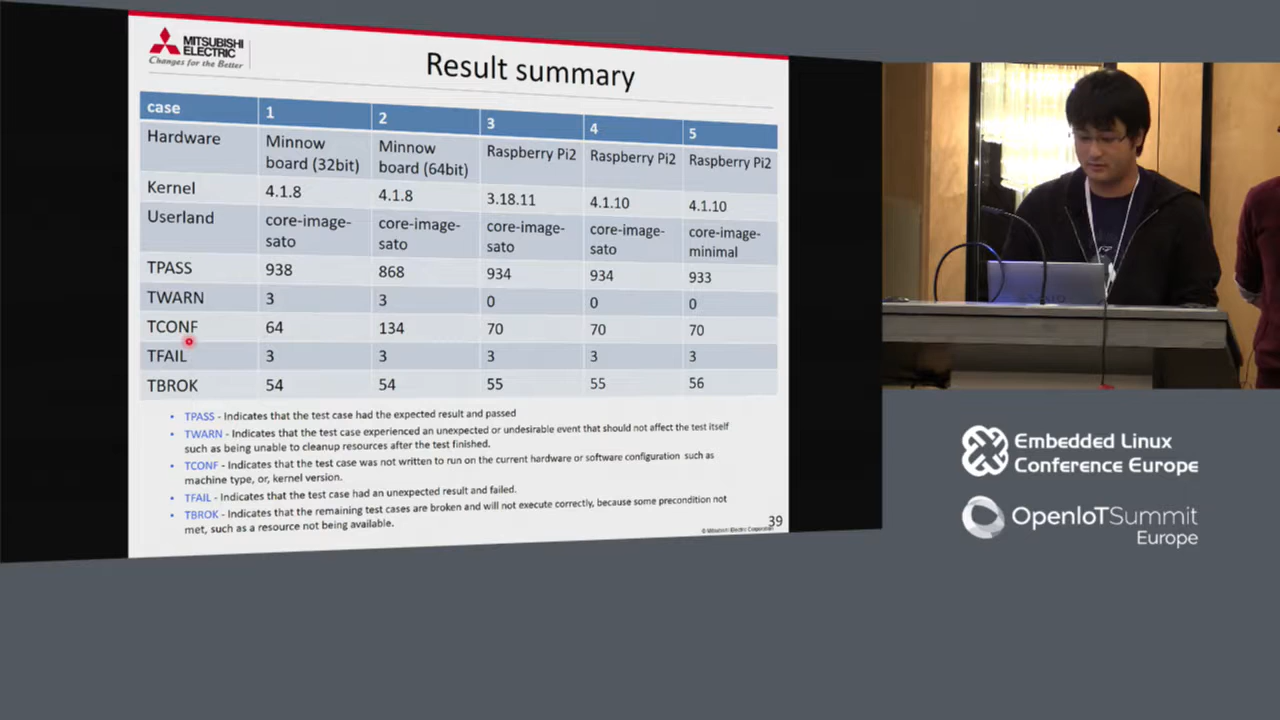 MITSUBISHI
ELECTRIC
Changes for the Better
Result summary
case 1 2 3 4 5
Hardware Minnow board (32bit) Minnow board (64bit) Raspberry Pi2 Raspberry Pi2 Raspberry Pi2
Kernel 4.1.8 4.1.8 3.18.11 4.1.10 4.1.10
Userland core-image-sato core-image-sato core-image-sato core-image-sato core-image-minimal
TPASS 938 868 934 934 933
TWARN 3 3 0 0 0
TCONF 64 134 70 70 70
TFAIL 3 3 3 3 3
TBROK 54 54 55 55 56
• TPASS - Indicates that the test case had the expected result and passed
• TWARN - Indicates that the test case experienced an unexpected or undesirable event that should not affect the test itself
such as being unable to cleanup resources after the test finished.
• TCONF - Indicates that the test case was not written to run on the current hardware or software configuration such as
machine type, or, kernel version.
• TFAIL - Indicates that the test case had an unexpected result and failed.
• TBROK - Indicates that the remaining test cases are broken and will not execute correctly, because some precondition not
met, such as a resource not being available.
39
© Mitsubishi Electric Corporation
Embedded Linux
Conference Europe
OpenIoTSummit
Europe